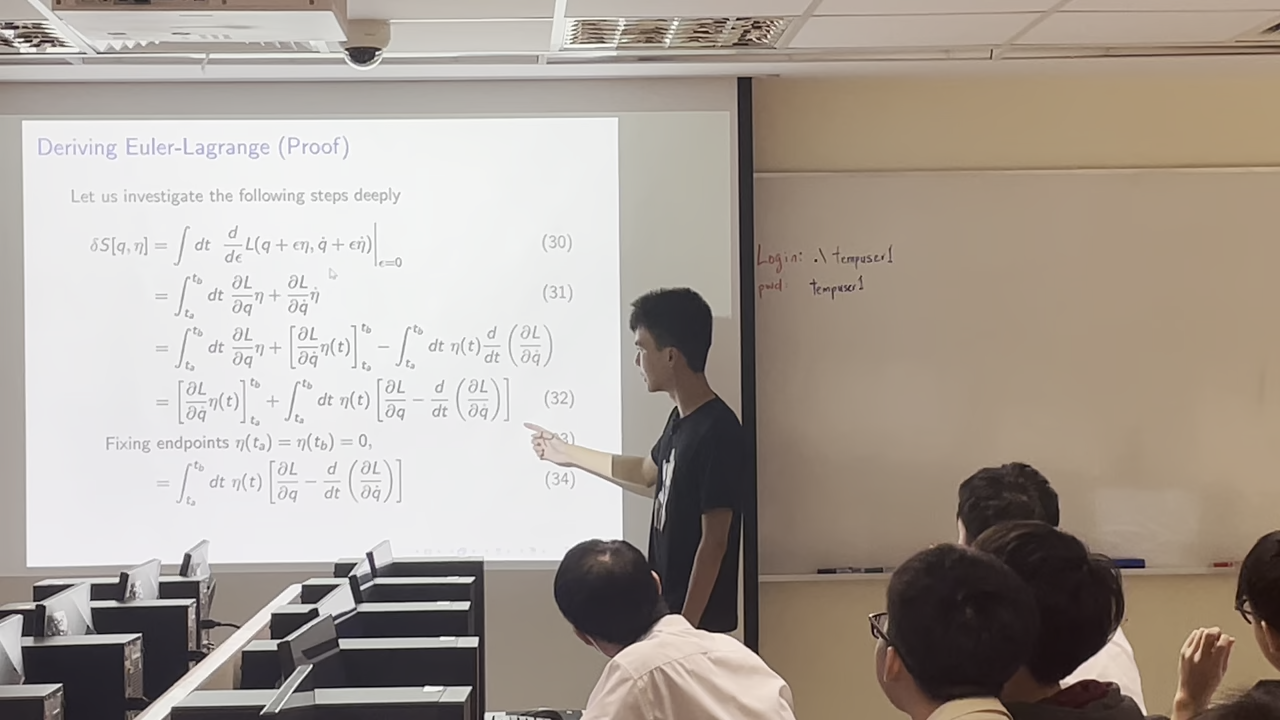 Deriving Euler-Lagrange (Proof)
Let us investigate the following steps deeply
δS[q, η] = ∫ dt d/dϵ L(q + ϵη, q̇ + ϵη̇)|_{ϵ=0} (30)
= ∫_{t_a}^{t_b} dt ∂L/∂q η + ∂L/∂q̇ η̇ (31)
= ∫_{t_a}^{t_b} dt ∂L/∂q η + [∂L/∂q̇ η(t)]_{t_a}^{t_b} − ∫_{t_a}^{t_b} dt η(t) d/dt (∂L/∂q̇)
= [∂L/∂q̇ η(t)]_{t_a}^{t_b} + ∫_{t_a}^{t_b} dt η(t) [∂L/∂q − d/dt (∂L/∂q̇)] (32)
Fixing endpoints η(t_a) = η(t_b) = 0,
= ∫_{t_a}^{t_b} dt η(t) [∂L/∂q − d/dt (∂L/∂q̇)] (34)
Login: .\ tempuser1
pwd: tempuser1